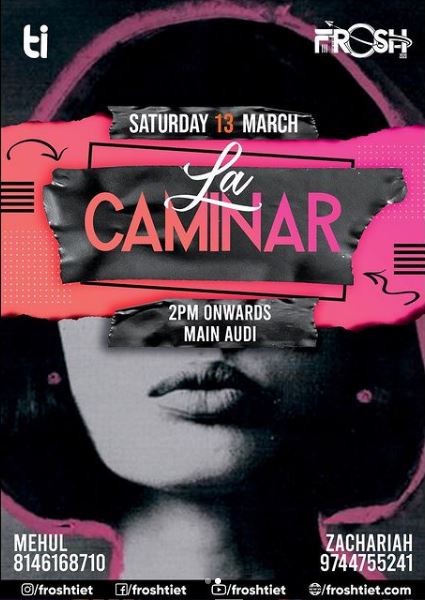 ti
FROSH
SATURDAY 13 MARCH
La
CAMINAR
2PM ONWARDS
MAIN AUDI
MEHUL
8146168710
ZACHARIAH
9744755241
/froshtiet /froshtiet /froshtiet /froshtiet.com